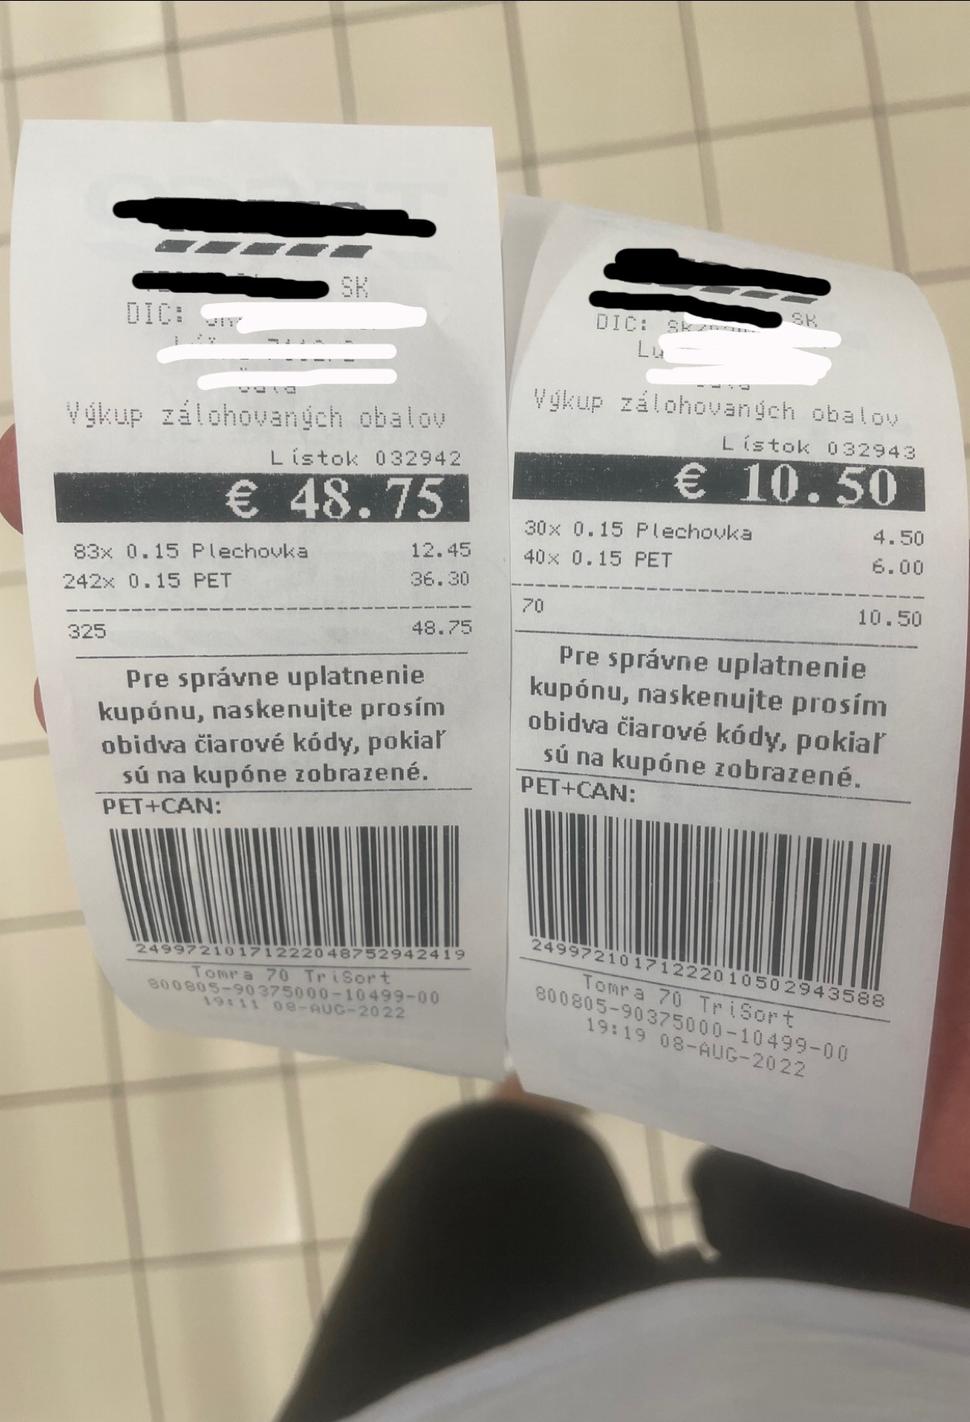 SK
DIC:
Výkup zálohovaných obalov
Lístok 032942
€ 48.75
83x 0.15 Plechovka 12.45
242x 0.15 PET 36.30
325 48.75
Pre správne uplatnenie
kupónu, naskenujte prosím
obidva čiarové kódy, pokiaľ
sú na kupóne zobrazené.
PET+CAN:
2499721017122204875294241​9
Tomra 70 TriSort
800805-90375000-10499-00
19:11 08-AUG-2022
SK
DIC:
Výkup zálohovaných obalov
Lístok 032943
€ 10.50
30x 0.15 Plechovka 4.50
40x 0.15 PET 6.00
70 10.50
Pre správne uplatnenie
kupónu, naskenujte prosím
obidva čiarové kódy, pokiaľ
sú na kupóne zobrazené.
PET+CAN:
24997210171222010502943588
Tomra 70 TriSort
800805-90375000-10499-00
19:19 08-AUG-2022